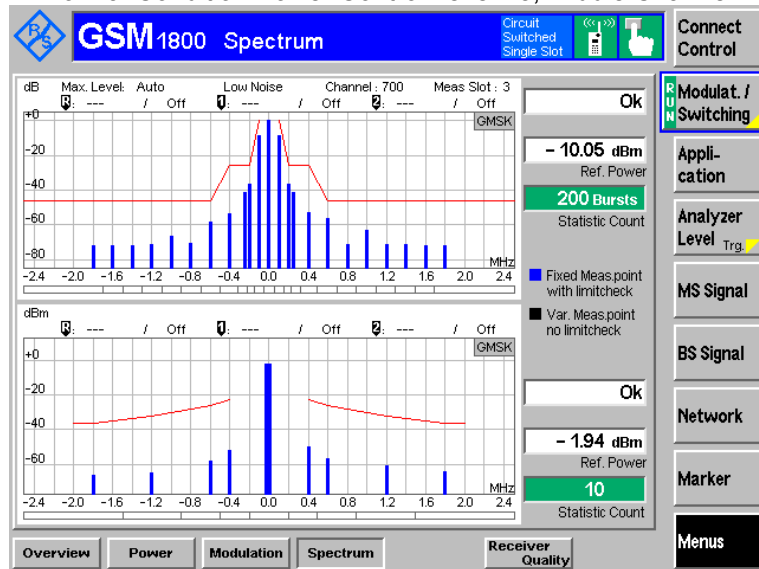 R/S
GSM 1800 Spectrum
Circuit Switched Single Slot
Connect Control
dB Max. Level: Auto Low Noise Channel : 700 Meas Slot : 3
R: --- / Off 1: --- / Off 2: --- / Off
GMSK
+0
-20
-40
-60
-80
MHz
-2.4 -2.0 -1.6 -1.2 -0.8 -0.4 0.0 0.4 0.8 1.2 1.6 2.0 2.4
Ok
- 10.05 dBm
Ref. Power
200 Bursts
Statistic Count
Fixed Meas.point
with limitcheck
Var. Meas.point
no limitcheck
dBm
R: --- / Off 1: --- / Off 2: --- / Off
GMSK
+0
-20
-40
-60
MHz
-2.4 -2.0 -1.6 -1.2 -0.8 -0.4 0.0 0.4 0.8 1.2 1.6 2.0 2.4
Ok
- 1.94 dBm
Ref. Power
10
Statistic Count
RUN
Modulat. /
Switching
Appli-
cation
Analyzer
Level Trg.
MS Signal
BS Signal
Network
Marker
Menus
Overview Power Modulation Spectrum Receiver Quality